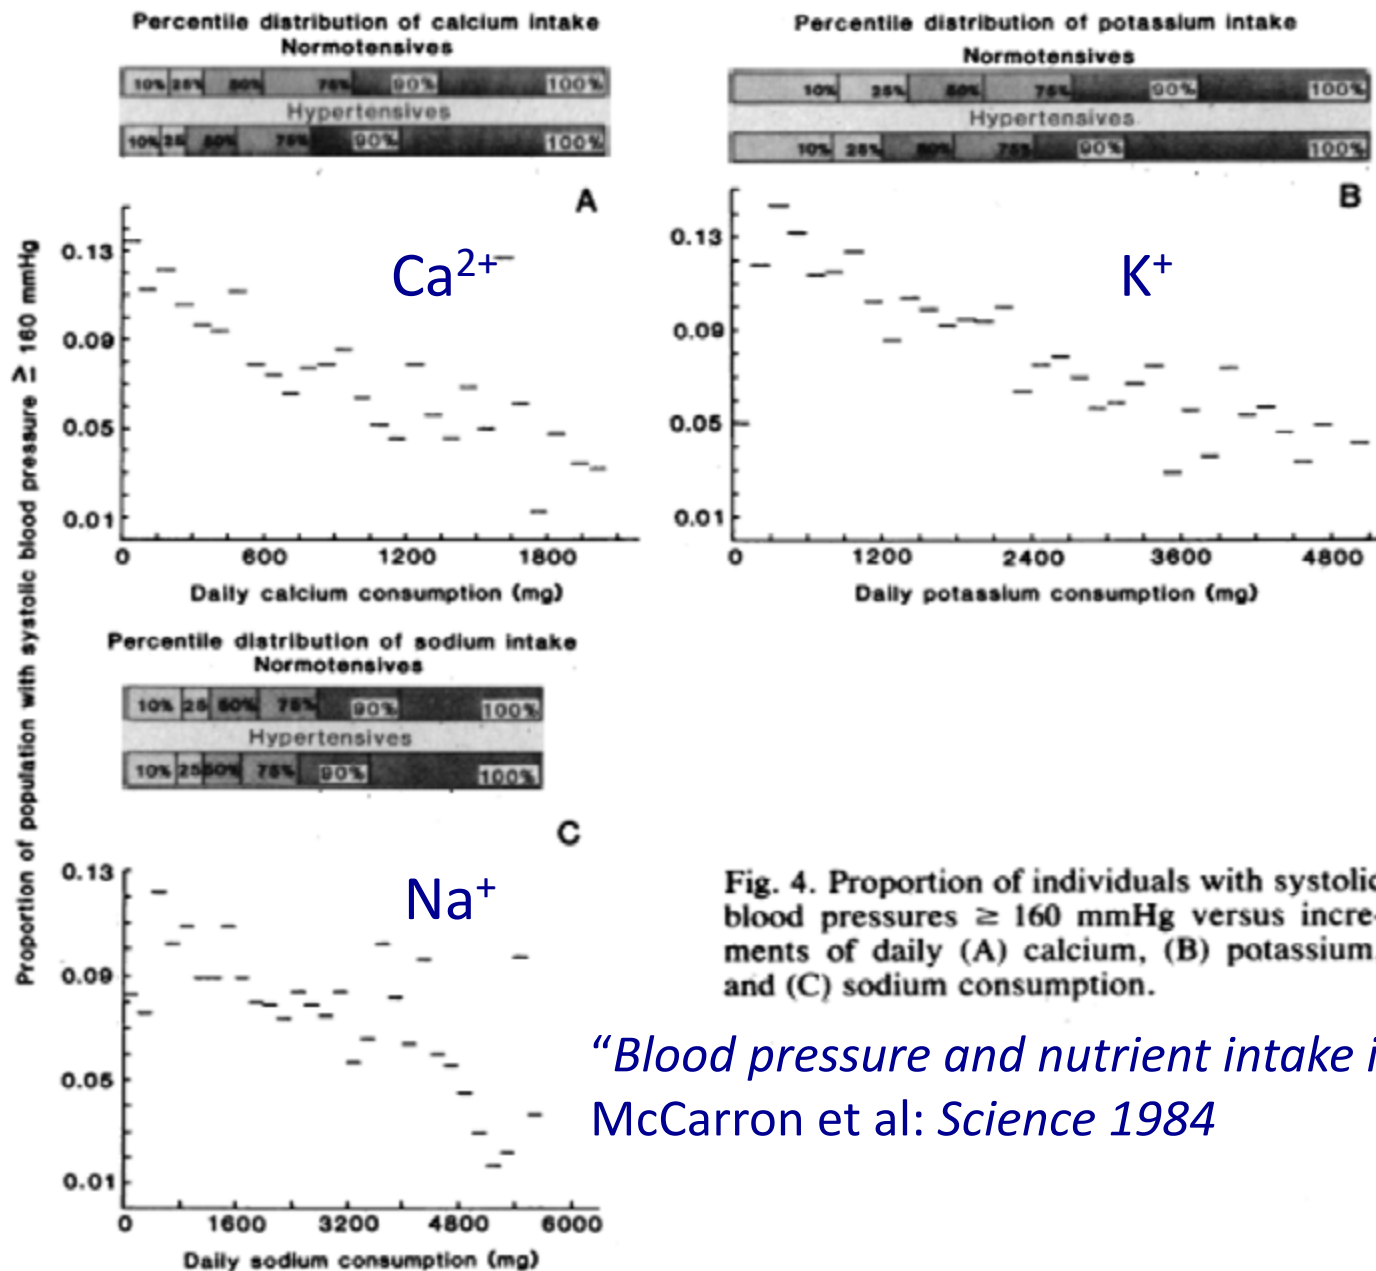 Percentile distribution of calcium intake
Normotensives
10% 25% 50% 75% 90% 100%
Hypertensives
10% 25 50% 75% 90% 100%
A
Ca²⁺
0.13
0.09
0.05
0.01
0 600 1200 1800
Daily calcium consumption (mg)
Percentile distribution of potassium intake
Normotensives
10% 25% 50% 75% 90% 100%
Hypertensives
10% 25% 50% 75% 90% 100%
B
K⁺
0.13
0.09
0.05
0.01
0 1200 2400 3600 4800
Daily potassium consumption (mg)
Proportion of population with systolic blood pressure ≥ 160 mmHg
Percentile distribution of sodium intake
Normotensives
10% 25 50% 75% 90% 100%
Hypertensives
10% 25 50% 75% 90% 100%
C
Na⁺
0.13
0.09
0.05
0.01
0 1600 3200 4800 6000
Daily sodium consumption (mg)
Fig. 4. Proportion of individuals with systolic
blood pressures ≥ 160 mmHg versus incre-
ments of daily (A) calcium, (B) potassium,
and (C) sodium consumption.
“Blood pressure and nutrient intake i
McCarron et al: Science 1984